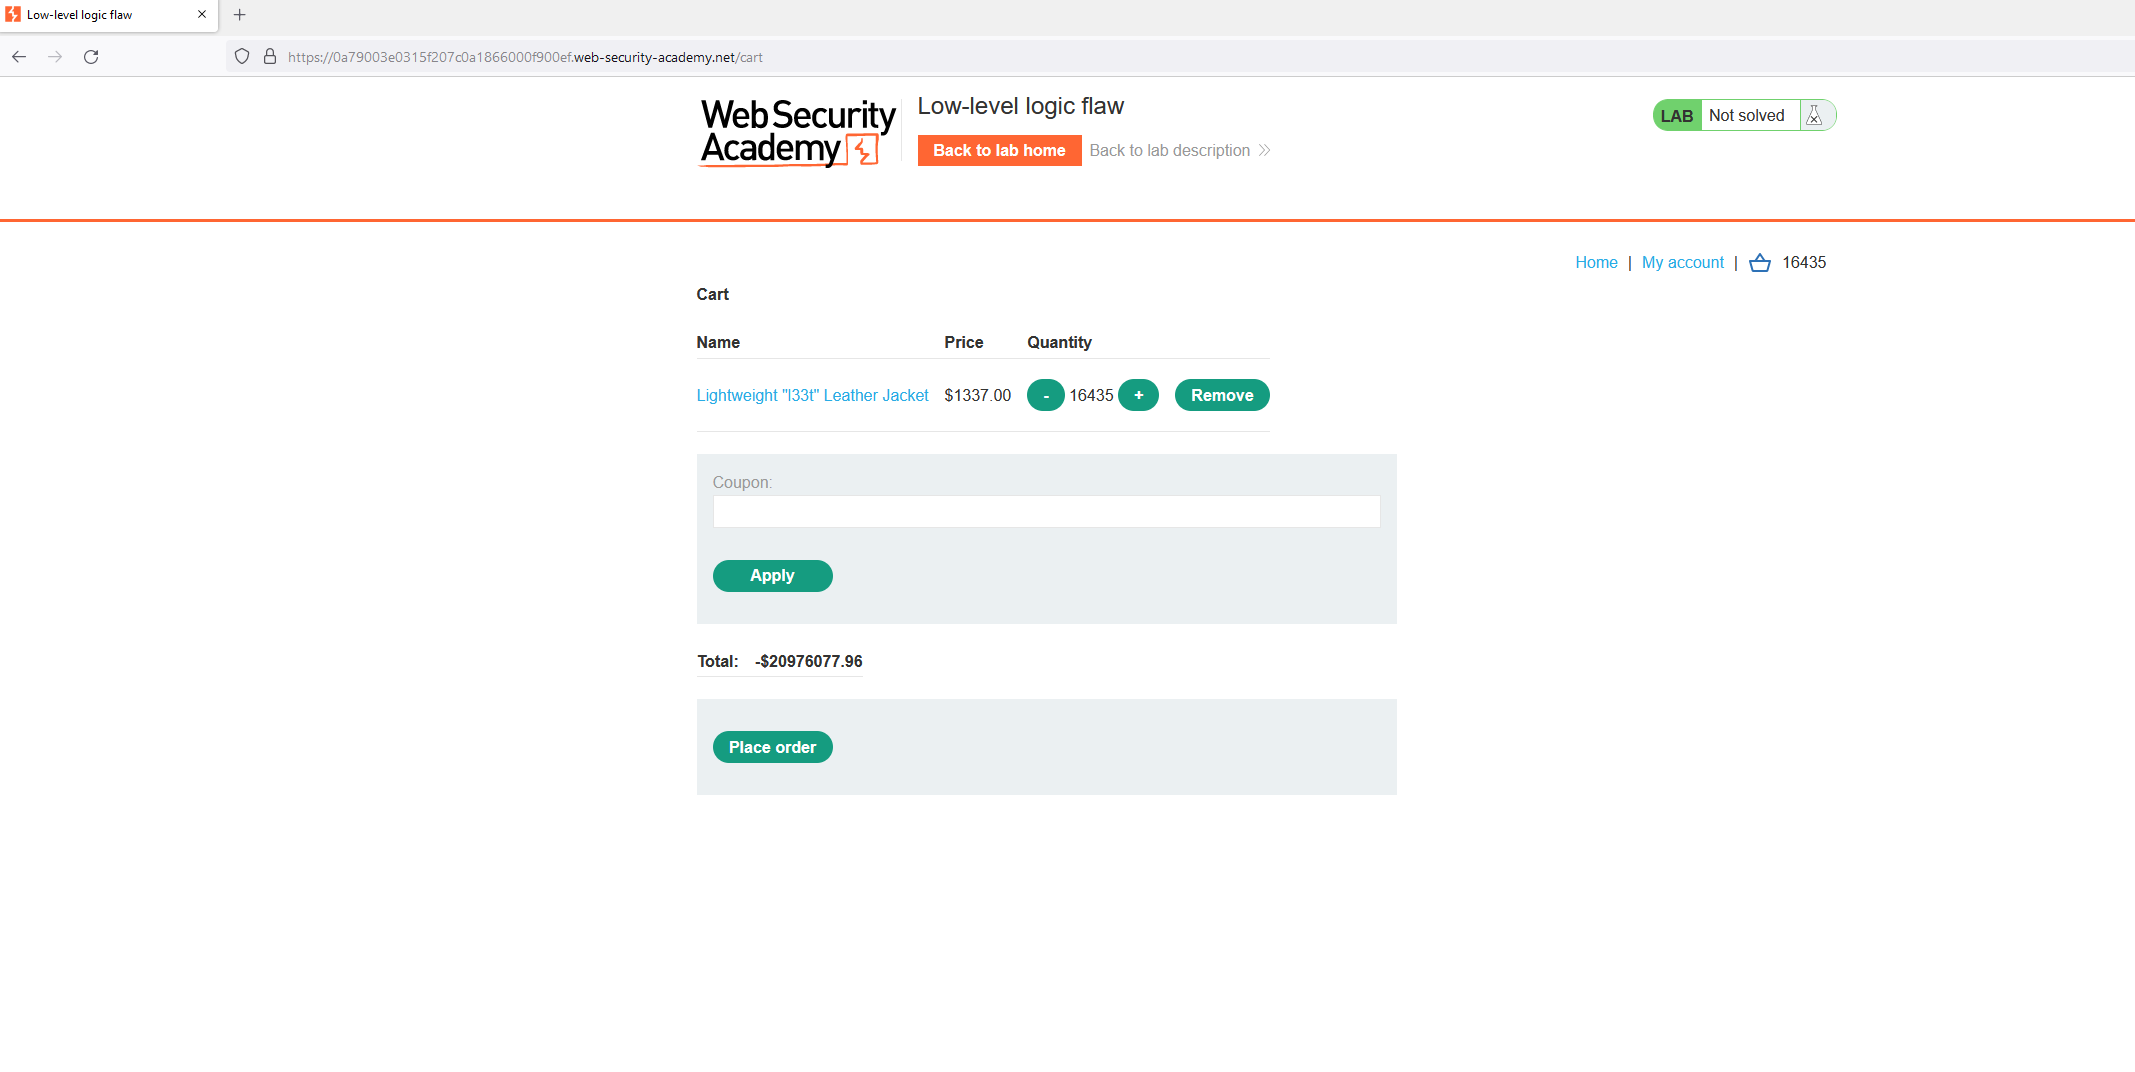 Low-level logic flaw
https://0a79003e0315f207c0a1866000f900ef.web-security-academy.net/cart
Web Security
Academy
Low-level logic flaw
Back to lab home Back to lab description
LAB Not solved
Home | My account | 16435
Cart
Name Price Quantity
Lightweight "l33t" Leather Jacket $1337.00 - 16435 + Remove
Coupon:
Apply
Total: -$20976077.96
Place order